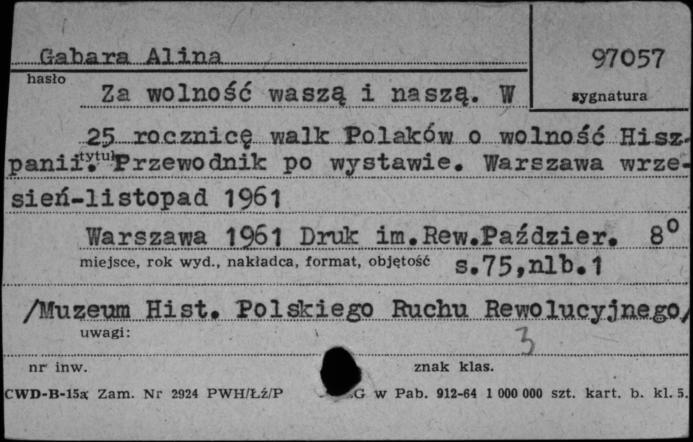 Gabara Alina
97057
hasło
sygnatura
Za wolność waszą i naszą. W
25 rocznicę walk Polaków o wolność Hisz-
tytuł
panii. Przewodnik po wystawie. Warszawa wrze-
sień-listopad 1961
Warszawa 1961 Druk im.Rew.Paździer. 8⁰
miejsce, rok wyd., nakładca, format, objętość
s.75,nlb.1
/Muzeum Hist. Polskiego Ruchu Rewolucyjnego/
uwagi:
3
nr inw.
znak klas.
CWD-B-15a Zam. Nr 2924 PWH/Łź/P
G w Pab. 912-64 1 000 000 szt. kart. b. kl. 5.